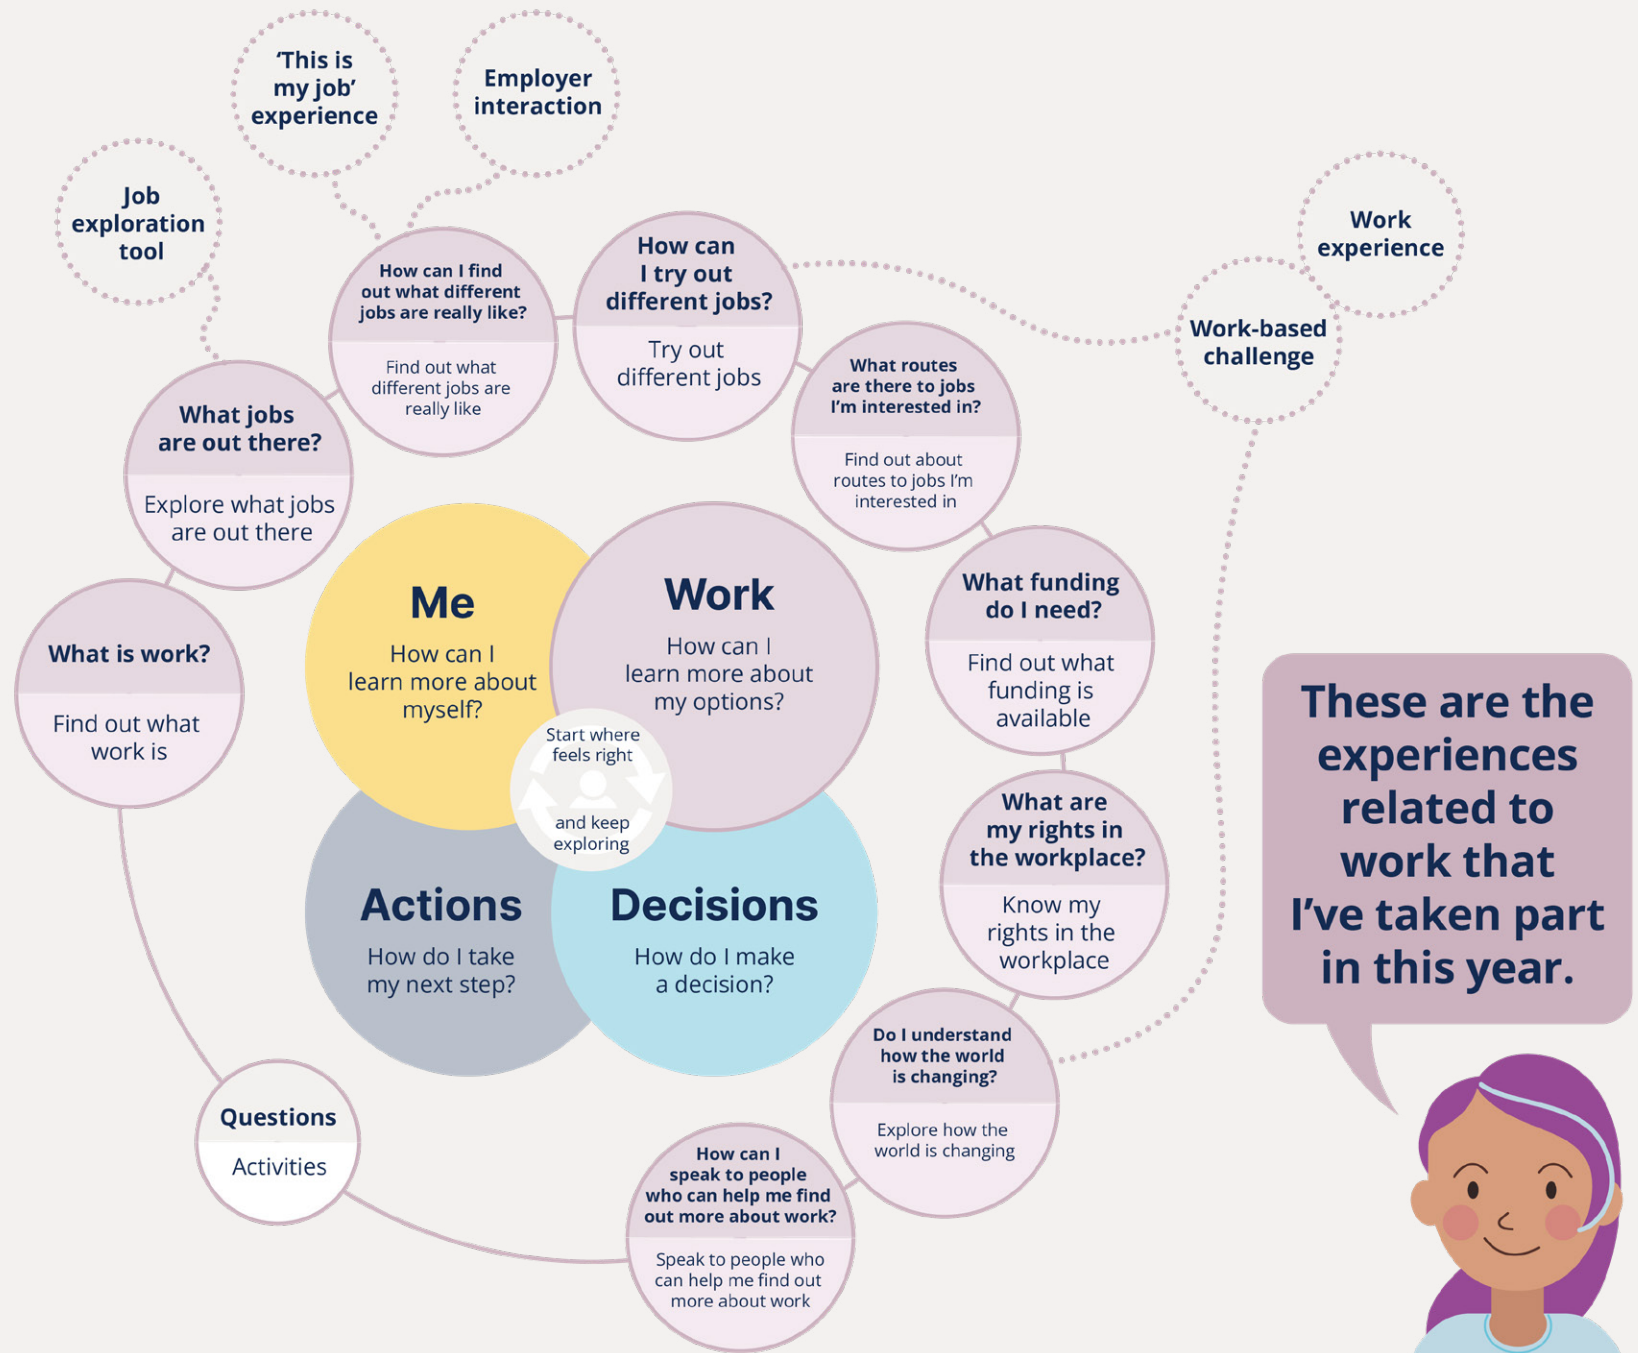 ‘This is
my job’
experience
Employer
interaction
Job
exploration
tool
Work
experience
Work-based
challenge
How can I find
out what different
jobs are really like?
Find out what
different jobs are
really like
How can
I try out
different jobs?
Try out
different jobs
What routes
are there to jobs
I’m interested in?
Find out about
routes to jobs I’m
interested in
What jobs
are out there?
Explore what jobs
are out there
What is work?
Find out what
work is
Me
How can I
learn more about
myself?
Work
How can I
learn more about
my options?
Start where
feels right
and keep
exploring
Actions
How do I take
my next step?
Decisions
How do I make
a decision?
What funding
do I need?
Find out what
funding is
available
What are
my rights in
the workplace?
Know my
rights in the
workplace
Do I understand
how the world
is changing?
Explore how the
world is changing
How can I
speak to people
who can help me find
out more about work?
Speak to people who
can help me find out
more about work
Questions
Activities
These are the
experiences
related to
work that
I’ve taken part
in this year.